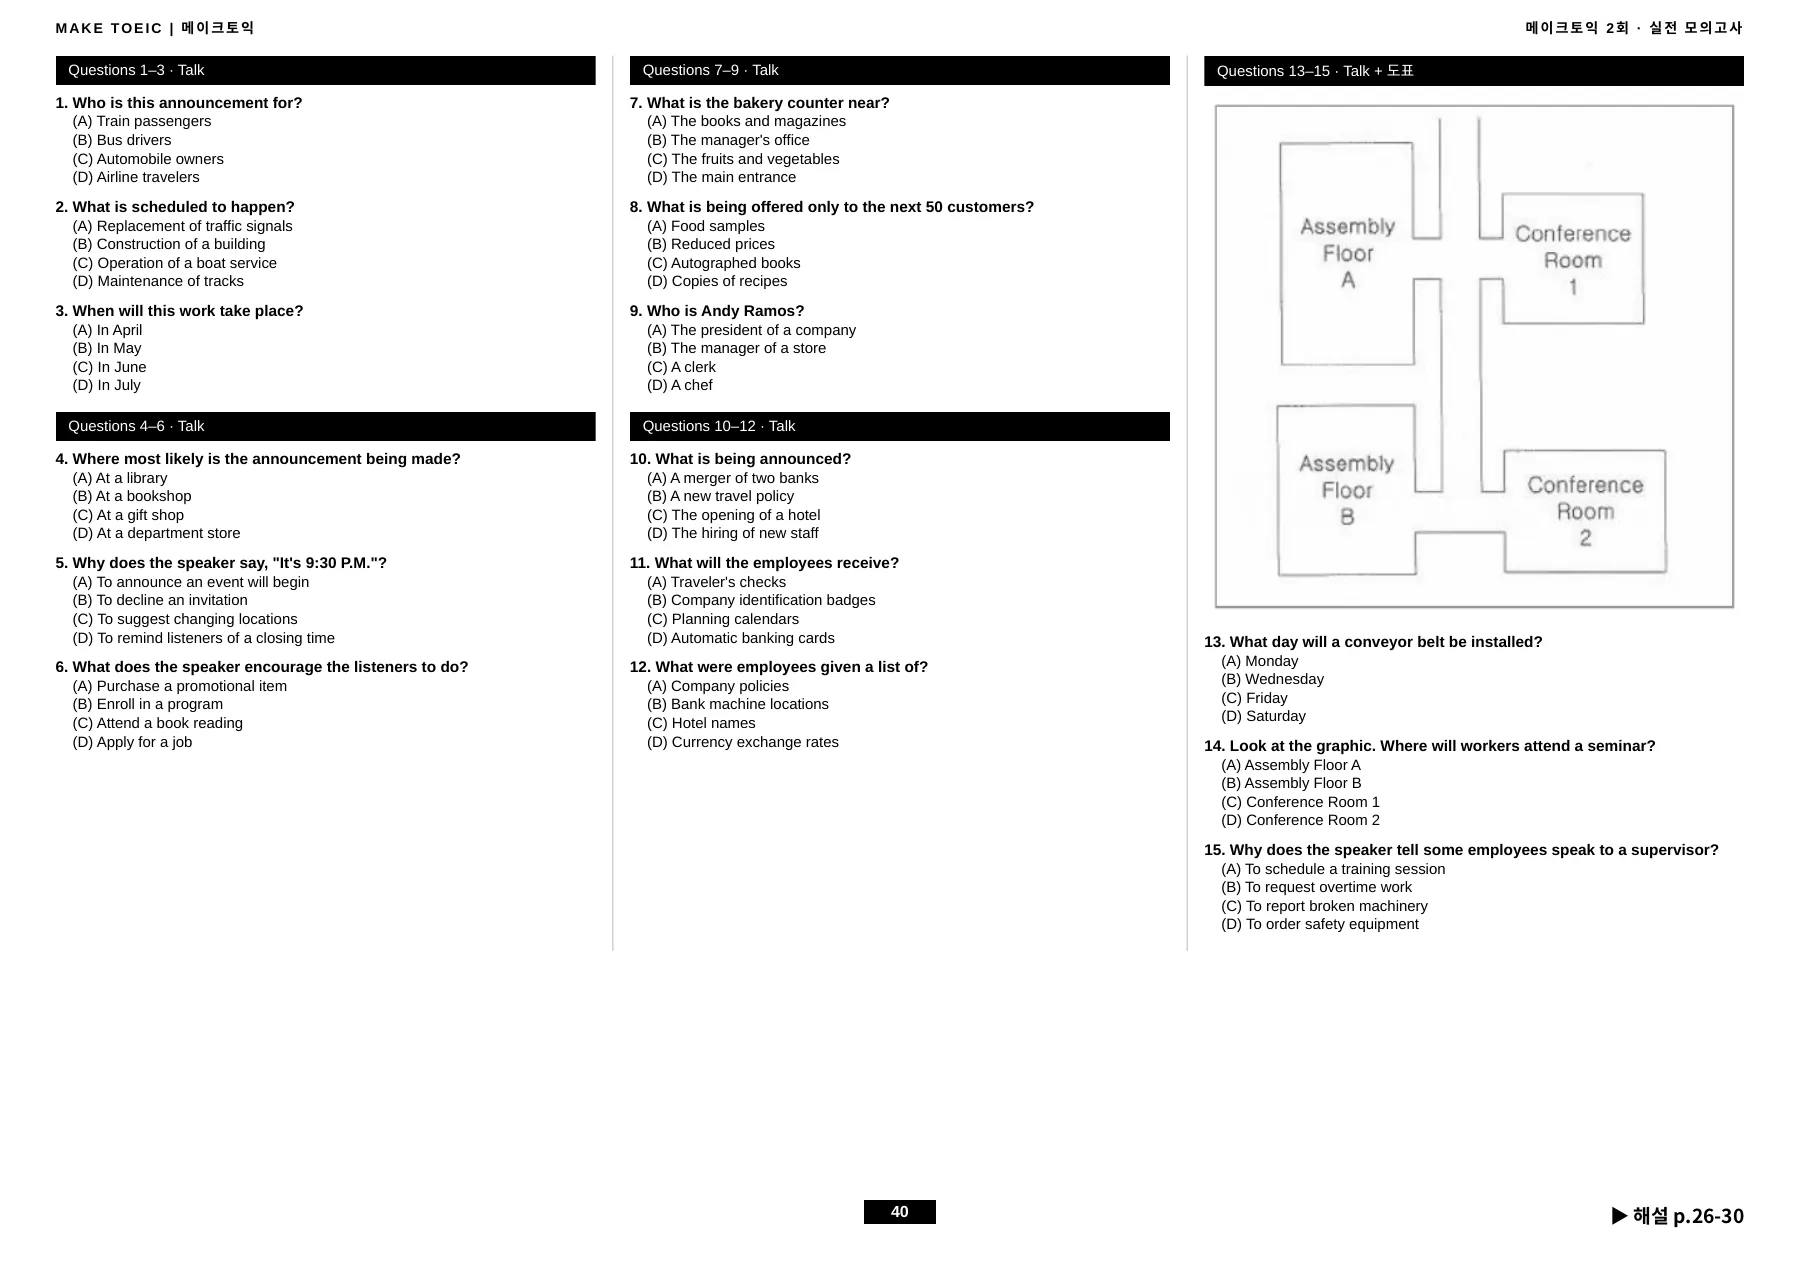 MAKE TOEIC | 메이크토익
메이크토익 2회 · 실전 모의고사
Questions 1–3 · Talk
1. Who is this announcement for?
(A) Train passengers
(B) Bus drivers
(C) Automobile owners
(D) Airline travelers
2. What is scheduled to happen?
(A) Replacement of traffic signals
(B) Construction of a building
(C) Operation of a boat service
(D) Maintenance of tracks
3. When will this work take place?
(A) In April
(B) In May
(C) In June
(D) In July
Questions 4–6 · Talk
4. Where most likely is the announcement being made?
(A) At a library
(B) At a bookshop
(C) At a gift shop
(D) At a department store
5. Why does the speaker say, "It's 9:30 P.M."?
(A) To announce an event will begin
(B) To decline an invitation
(C) To suggest changing locations
(D) To remind listeners of a closing time
6. What does the speaker encourage the listeners to do?
(A) Purchase a promotional item
(B) Enroll in a program
(C) Attend a book reading
(D) Apply for a job
Questions 7–9 · Talk
7. What is the bakery counter near?
(A) The books and magazines
(B) The manager's office
(C) The fruits and vegetables
(D) The main entrance
8. What is being offered only to the next 50 customers?
(A) Food samples
(B) Reduced prices
(C) Autographed books
(D) Copies of recipes
9. Who is Andy Ramos?
(A) The president of a company
(B) The manager of a store
(C) A clerk
(D) A chef
Questions 10–12 · Talk
10. What is being announced?
(A) A merger of two banks
(B) A new travel policy
(C) The opening of a hotel
(D) The hiring of new staff
11. What will the employees receive?
(A) Traveler's checks
(B) Company identification badges
(C) Planning calendars
(D) Automatic banking cards
12. What were employees given a list of?
(A) Company policies
(B) Bank machine locations
(C) Hotel names
(D) Currency exchange rates
Questions 13–15 · Talk + 도표
Assembly
Floor
A
Conference
Room
1
Assembly
Floor
B
Conference
Room
2
13. What day will a conveyor belt be installed?
(A) Monday
(B) Wednesday
(C) Friday
(D) Saturday
14. Look at the graphic. Where will workers attend a seminar?
(A) Assembly Floor A
(B) Assembly Floor B
(C) Conference Room 1
(D) Conference Room 2
15. Why does the speaker tell some employees speak to a supervisor?
(A) To schedule a training session
(B) To request overtime work
(C) To report broken machinery
(D) To order safety equipment
40
▶ 해설 p.26-30